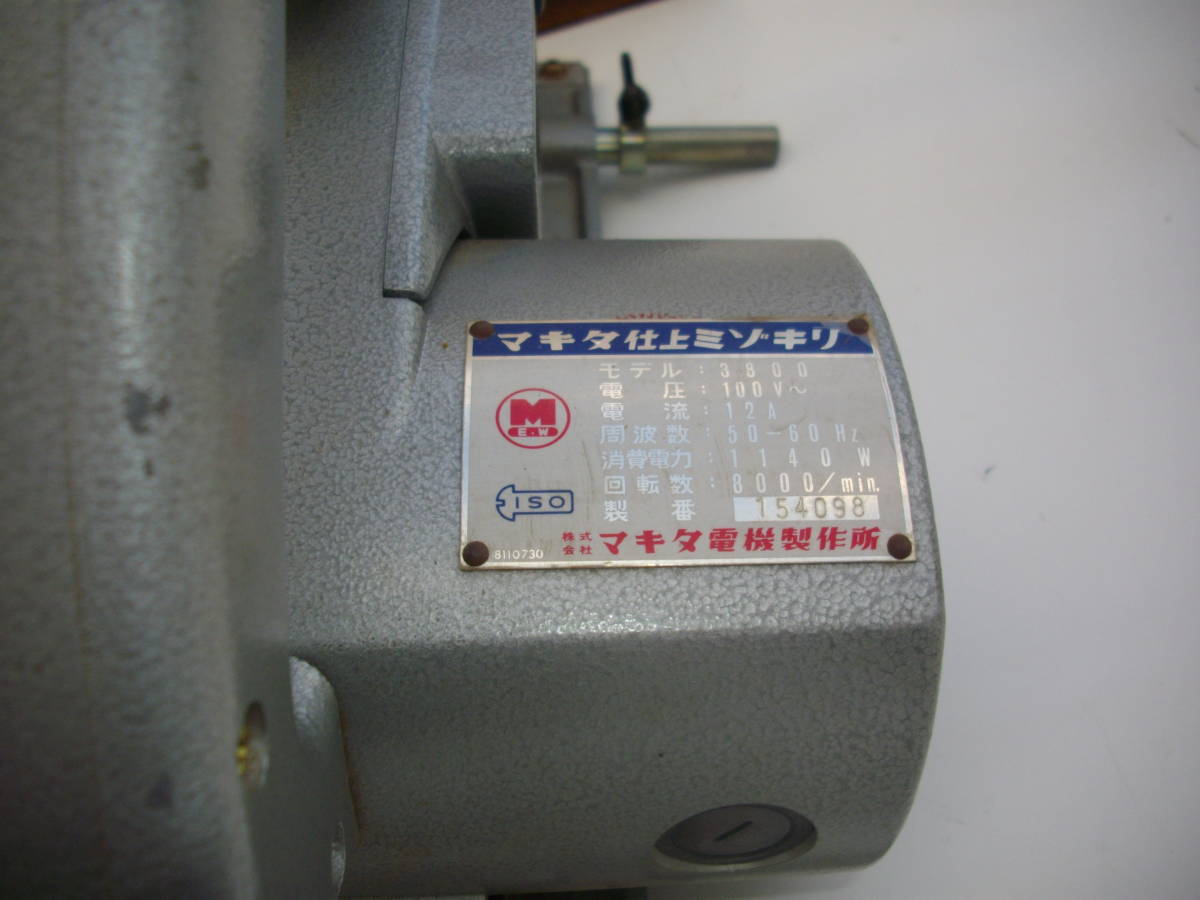 マキタ仕上ミゾキリ
モデル：3800
電圧：100V～
電流：12A
周波数：50-60Hz
消費電力：1140W
回転数：8000/min.
製番 154098
M
E.W
ISO
8110730
株式会社 マキタ電機製作所